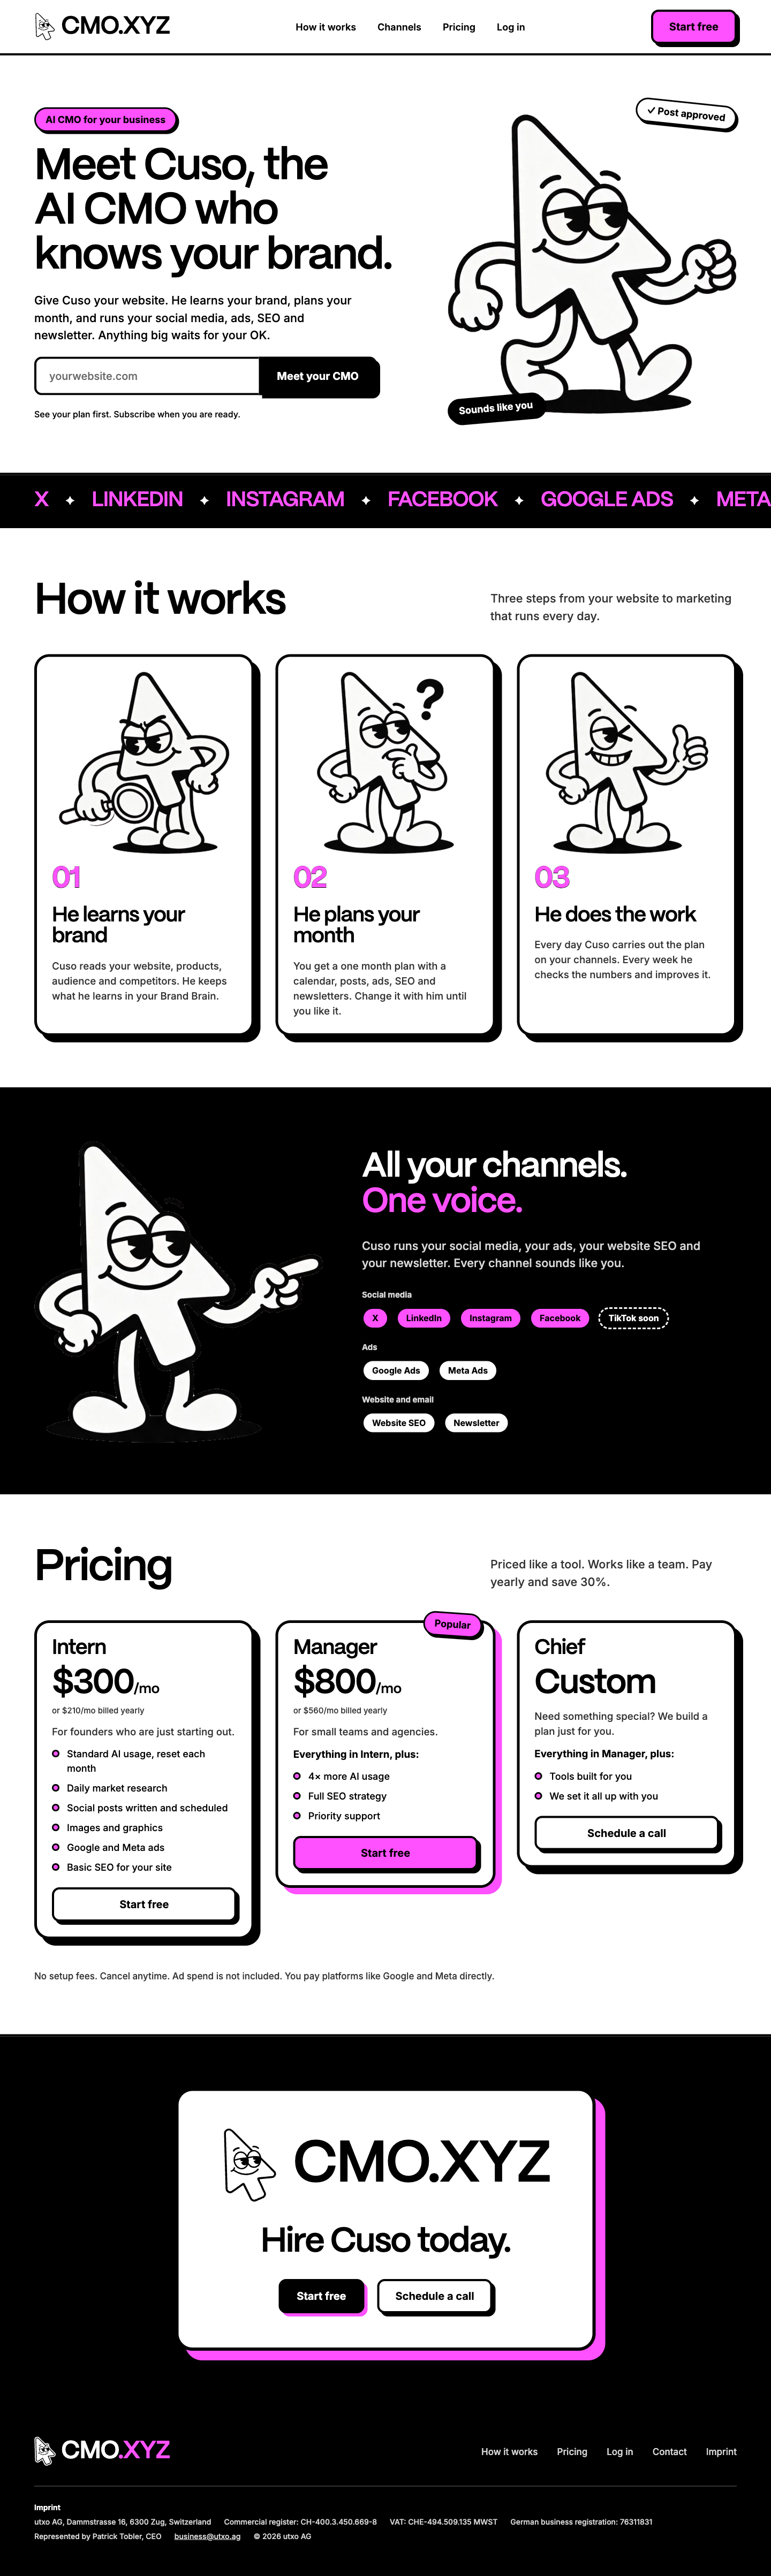 CMO.XYZ
How it works
Channels
Pricing
Log in
Start free
AI CMO for your business
✓ Post approved
Meet Cuso, the
AI CMO who
knows your brand.
Give Cuso your website. He learns your brand, plans your
month, and runs your social media, ads, SEO and
newsletter. Anything big waits for your OK.
yourwebsite.com
Meet your CMO
Sounds like you
See your plan first. Subscribe when you are ready.
X ✦ LINKEDIN ✦ INSTAGRAM ✦ FACEBOOK ✦ GOOGLE ADS ✦ META
How it works
Three steps from your website to marketing
that runs every day.
01
He learns your
brand
Cuso reads your website, products,
audience and competitors. He keeps
what he learns in your Brand Brain.
?
02
He plans your
month
You get a one month plan with a
calendar, posts, ads, SEO and
newsletters. Change it with him until
you like it.
03
He does the work
Every day Cuso carries out the plan
on your channels. Every week he
checks the numbers and improves it.
All your channels.
One voice.
Cuso runs your social media, your ads, your website SEO and
your newsletter. Every channel sounds like you.
Social media
X
LinkedIn
Instagram
Facebook
TikTok soon
Ads
Google Ads
Meta Ads
Website and email
Website SEO
Newsletter
Pricing
Priced like a tool. Works like a team. Pay
yearly and save 30%.
Intern
$300/mo
or $210/mo billed yearly
For founders who are just starting out.
Standard AI usage, reset each
month
Daily market research
Social posts written and scheduled
Images and graphics
Google and Meta ads
Basic SEO for your site
Start free
Popular
Manager
$800/mo
or $560/mo billed yearly
For small teams and agencies.
Everything in Intern, plus:
4× more AI usage
Full SEO strategy
Priority support
Start free
Chief
Custom
Need something special? We build a
plan just for you.
Everything in Manager, plus:
Tools built for you
We set it all up with you
Schedule a call
No setup fees. Cancel anytime. Ad spend is not included. You pay platforms like Google and Meta directly.
CMO.XYZ
Hire Cuso today.
Start free
Schedule a call
CMO.XYZ
How it works
Pricing
Log in
Contact
Imprint
Imprint
utxo AG, Dammstrasse 16, 6300 Zug, Switzerland
Commercial register: CH-400.3.450.669-8
VAT: CHE-494.509.135 MWST
German business registration: 76311831
Represented by Patrick Tobler, CEO
business@utxo.ag
© 2026 utxo AG